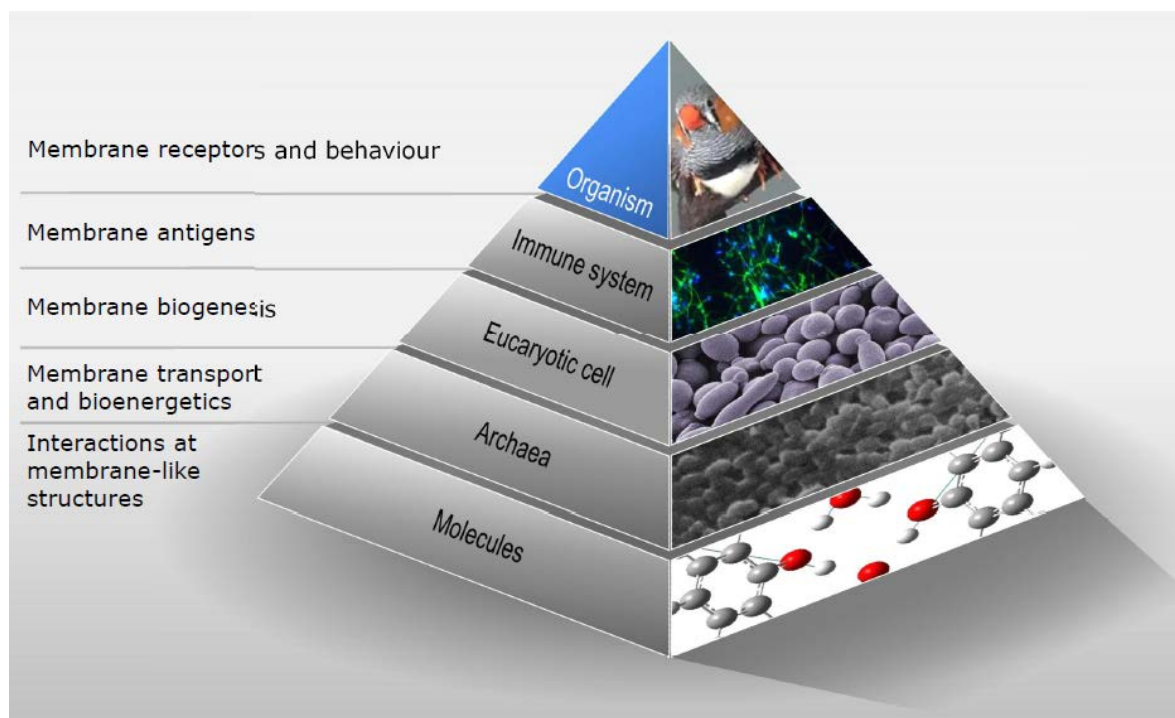 Membrane receptors and behaviour
Organism
Membrane antigens
Immune system
Membrane biogenesis
Eucaryotic cell
Membrane transport
and bioenergetics
Archaea
Interactions at
membrane-like
structures
Molecules